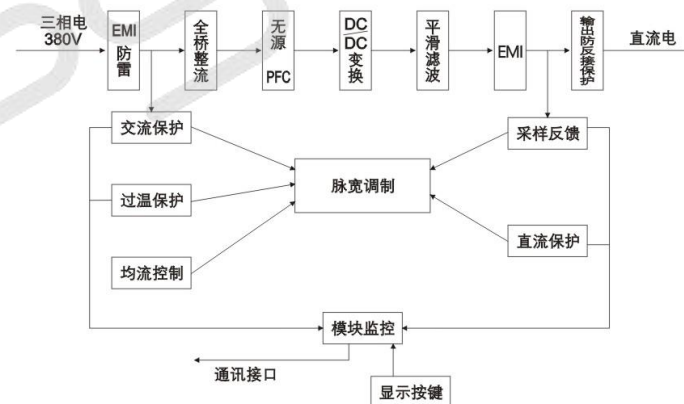 三相电
380V
EMI
防雷
全桥整流
无源
PFC
DC
DC
变换
平滑滤波
EMI
输出防反接保护
直流电
交流保护
采样反馈
脉宽调制
过温保护
直流保护
均流控制
模块监控
通讯接口
显示按键